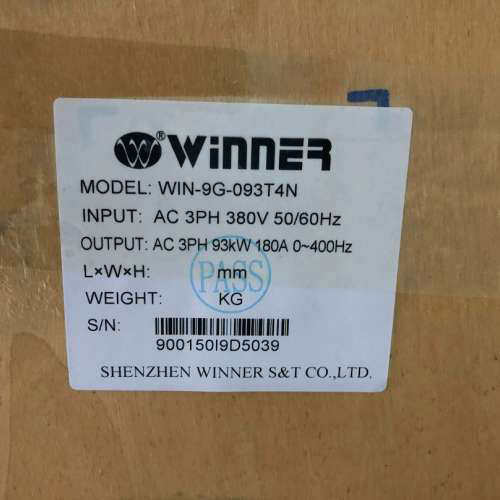 W® WINNER
MODEL: WIN-9G-093T4N
INPUT: AC 3PH 380V 50/60Hz
OUTPUT: AC 3PH 93kW 180A 0~400Hz
L×W×H: mm
PASS
WEIGHT: KG
S/N:
900150I9D5039
SHENZHEN WINNER S&T CO.,LTD.